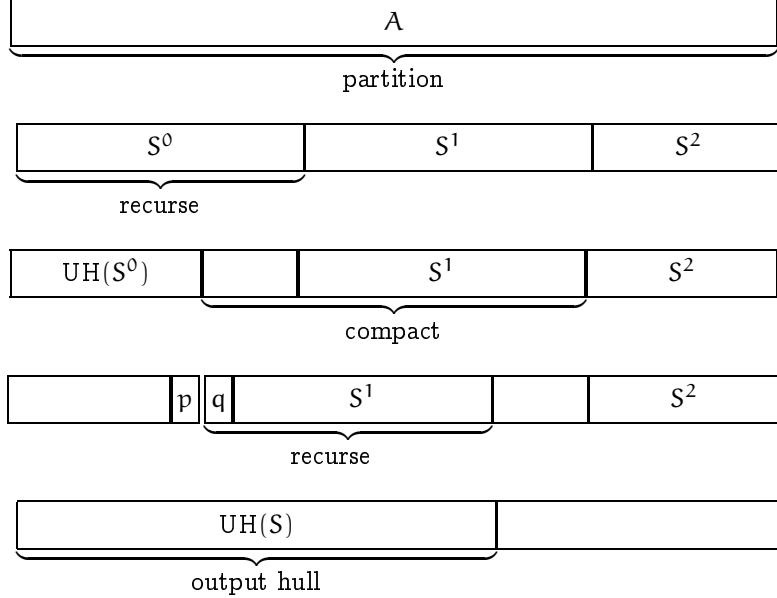 A
partition
S⁰ S¹ S²
recurse
UH(S⁰) S¹ S²
compact
p q S¹ S²
recurse
UH(S)
output hull